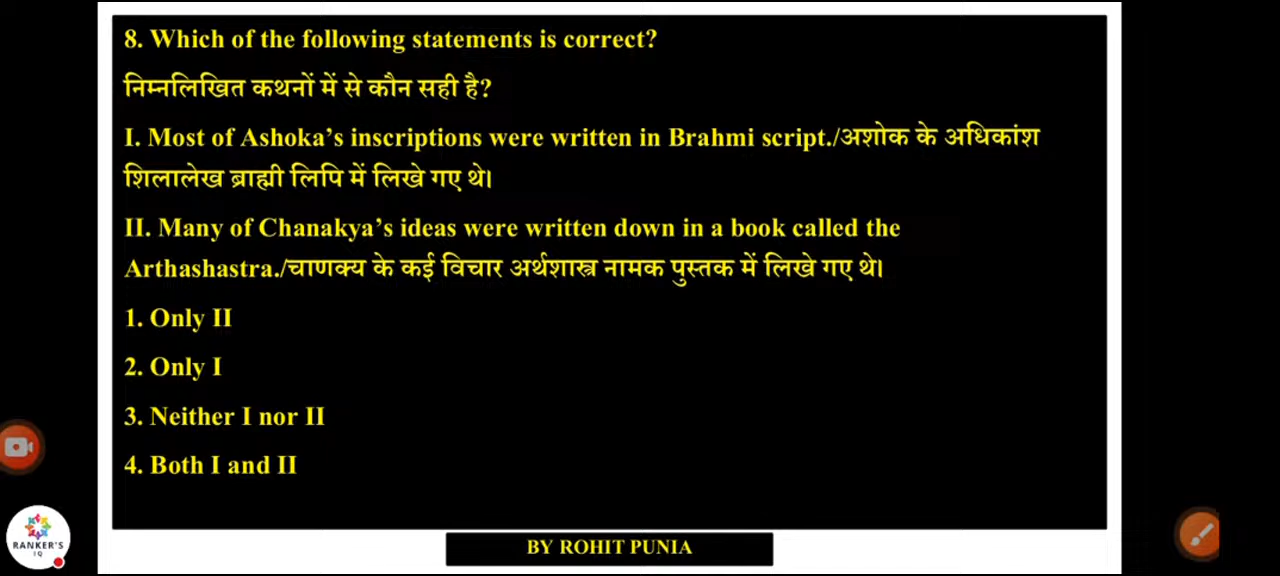 8. Which of the following statements is correct?
निम्नलिखित कथनों में से कौन सही है?
I. Most of Ashoka’s inscriptions were written in Brahmi script./अशोक के अधिकांश
शिलालेख ब्राह्मी लिपि में लिखे गए थे।
II. Many of Chanakya’s ideas were written down in a book called the
Arthashastra./चाणक्य के कई विचार अर्थशास्त्र नामक पुस्तक में लिखे गए थे।
1. Only II
2. Only I
3. Neither I nor II
4. Both I and II
RANKER'S
IQ
BY ROHIT PUNIA